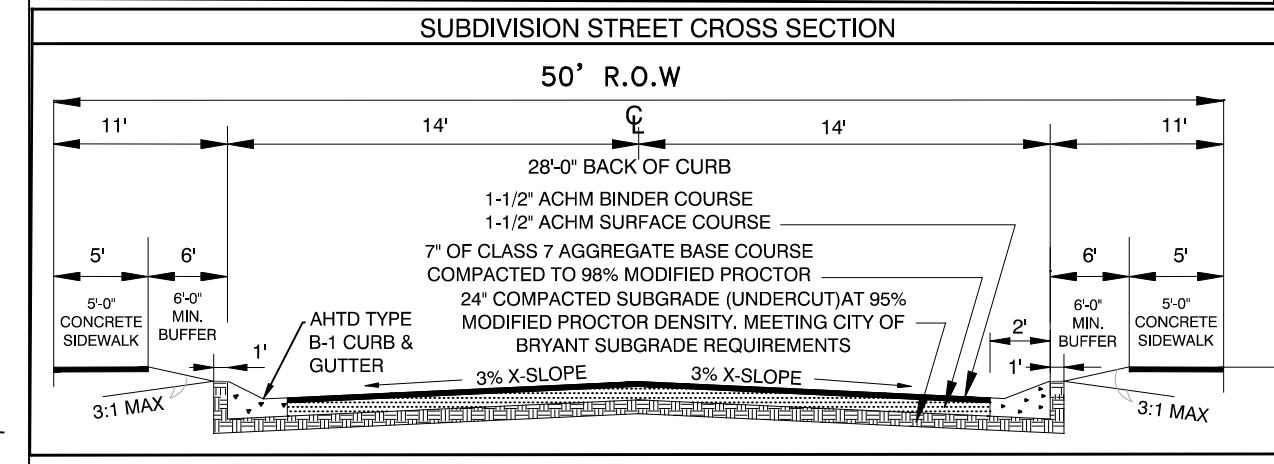 SUBDIVISION STREET CROSS SECTION
50' R.O.W
11'
14'
CL
14'
11'
28'-0" BACK OF CURB
1-1/2" ACHM BINDER COURSE
1-1/2" ACHM SURFACE COURSE
7" OF CLASS 7 AGGREGATE BASE COURSE
COMPACTED TO 98% MODIFIED PROCTOR
24" COMPACTED SUBGRADE (UNDERCUT)AT 95%
MODIFIED PROCTOR DENSITY. MEETING CITY OF
BRYANT SUBGRADE REQUIREMENTS
5'
6'
5'-0"
CONCRETE
SIDEWALK
6'-0"
MIN.
BUFFER
1'
AHTD TYPE
B-1 CURB &
GUTTER
3% X-SLOPE
3% X-SLOPE
2'
1'
6'
5'
6'-0"
MIN.
BUFFER
5'-0"
CONCRETE
SIDEWALK
3:1 MAX
3:1 MAX